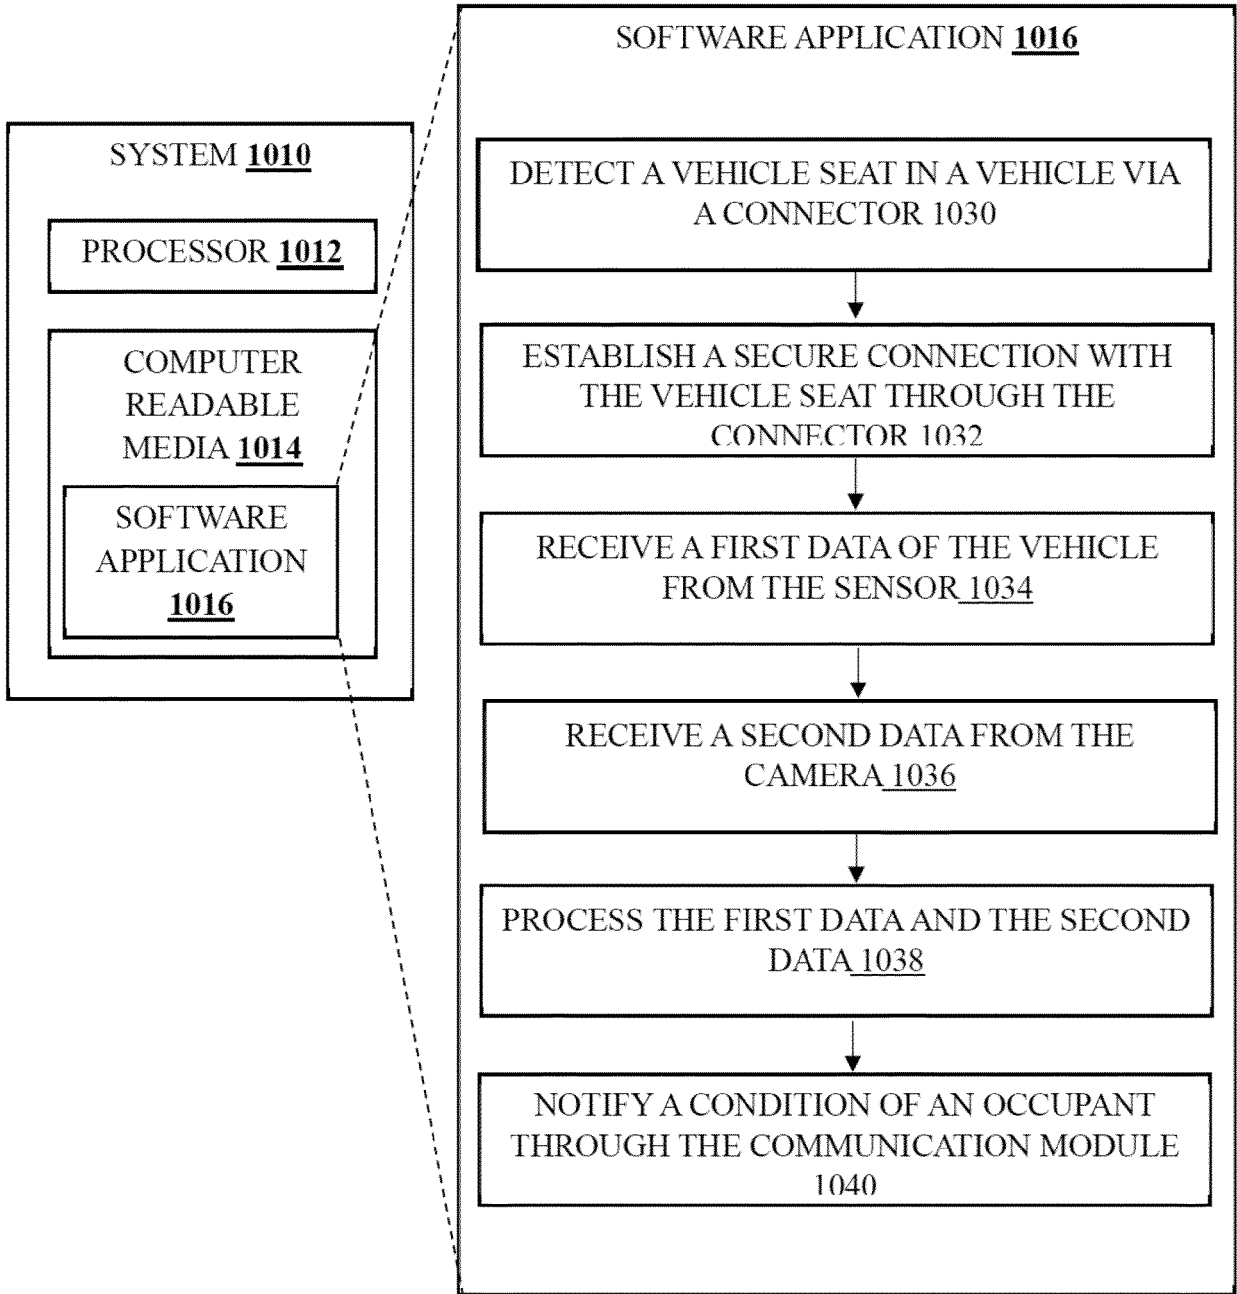 SYSTEM 1010
PROCESSOR 1012
COMPUTER
READABLE
MEDIA 1014
SOFTWARE
APPLICATION
1016
SOFTWARE APPLICATION 1016
DETECT A VEHICLE SEAT IN A VEHICLE VIA
A CONNECTOR 1030
ESTABLISH A SECURE CONNECTION WITH
THE VEHICLE SEAT THROUGH THE
CONNECTOR 1032
RECEIVE A FIRST DATA OF THE VEHICLE
FROM THE SENSOR 1034
RECEIVE A SECOND DATA FROM THE
CAMERA 1036
PROCESS THE FIRST DATA AND THE SECOND
DATA 1038
NOTIFY A CONDITION OF AN OCCUPANT
THROUGH THE COMMUNICATION MODULE
1040